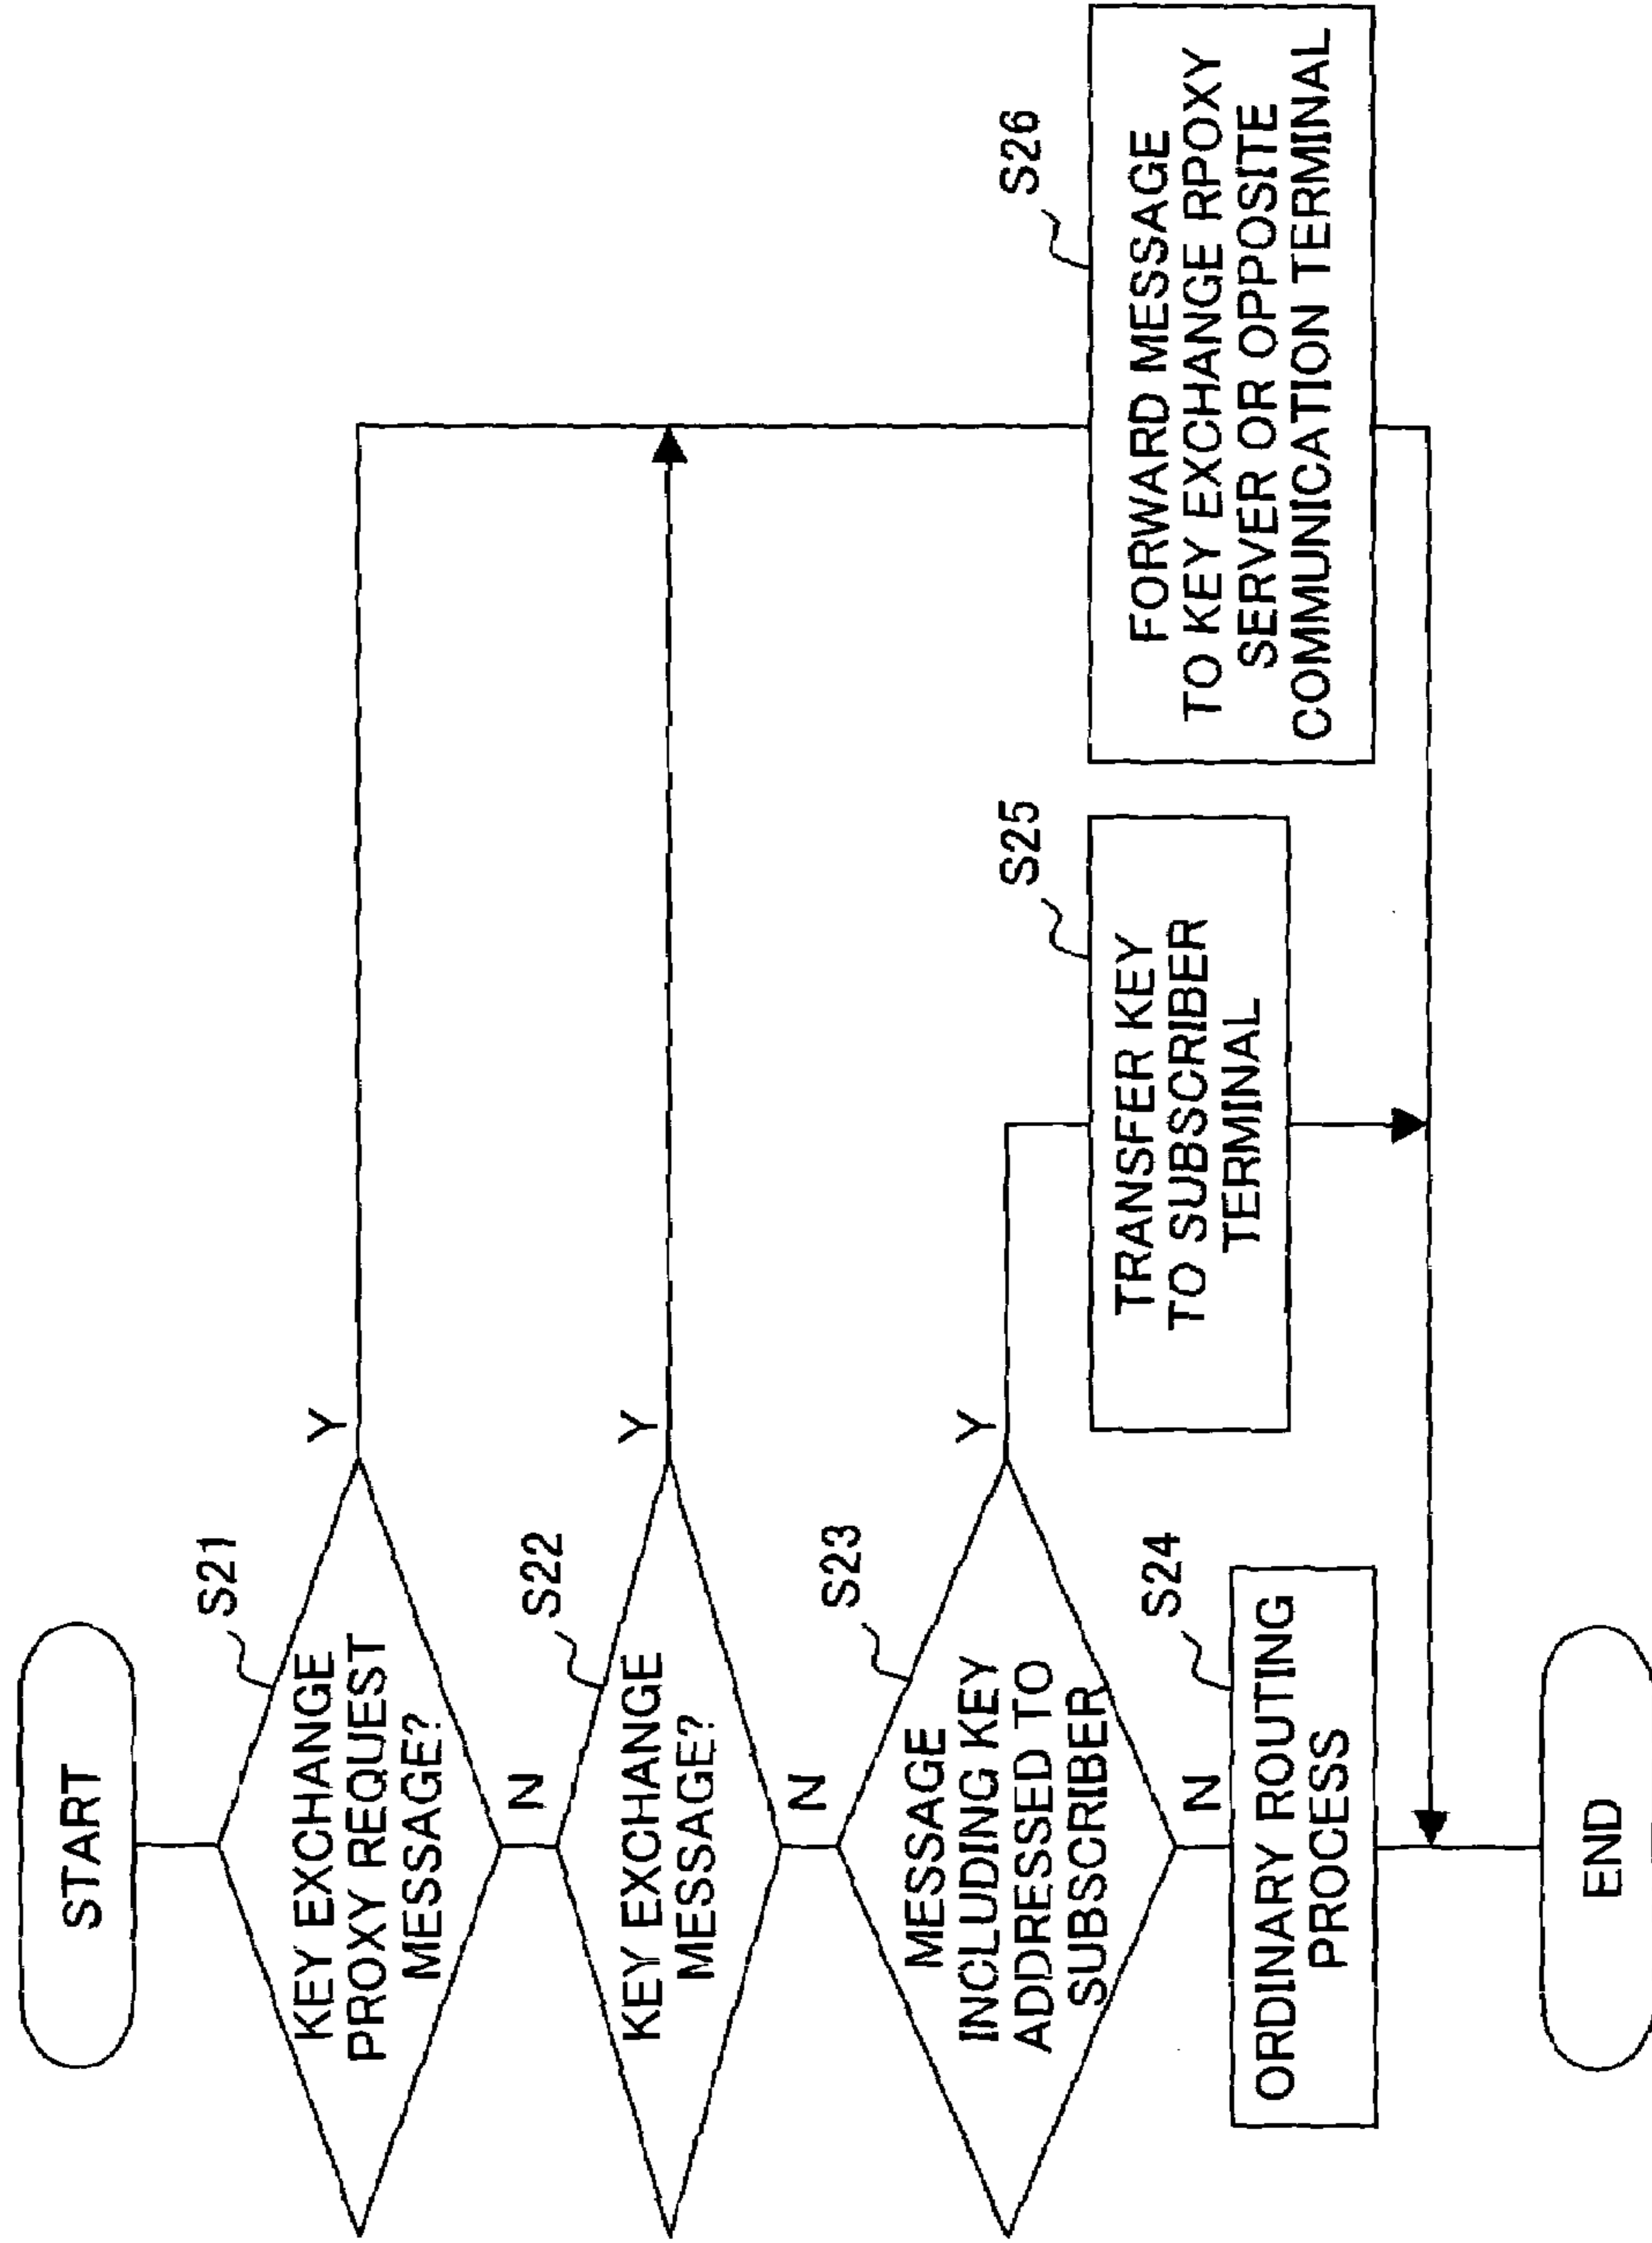 START
S21
KEY EXCHANGE
PROXY REQUEST
MESSAGE?
Y
N
S22
KEY EXCHANGE
MESSAGE?
Y
N
S23
MESSAGE
INCLUDING KEY
ADDRESSED TO
SUBSCRIBER
Y
N
S24
ORDINARY ROUTING
PROCESS
S25
TRANSFER KEY
TO SUBSCRIBER
TERMINAL
S26
FORWARD MESSAGE
TO KEY EXCHANGE RPOXY
SERVER OR OPPOSITE
COMMUNICATION TERMINAL
END